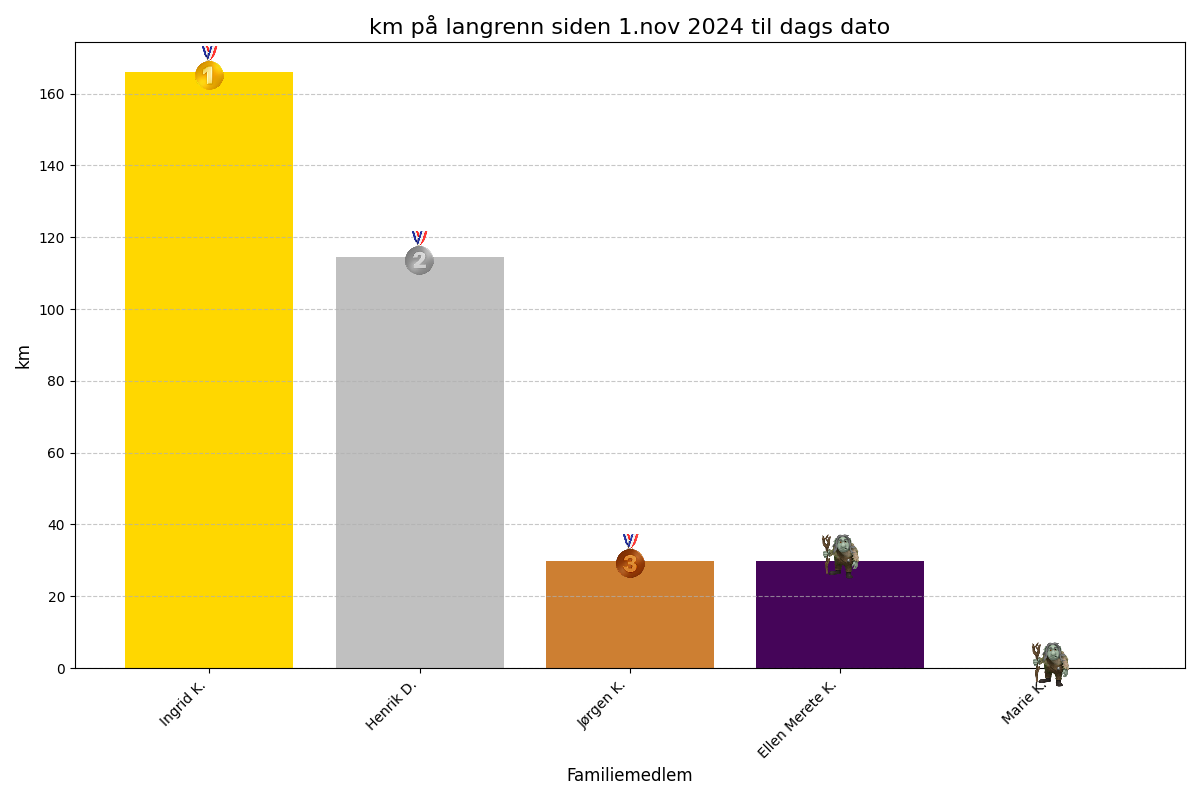 km på langrenn siden 1.nov 2024 til dags dato
km
160
140
120
100
80
60
40
20
0
1
2
3
Ingrid K.
Henrik D.
Jørgen K.
Ellen Merete K.
Marie K.
Familiemedlem